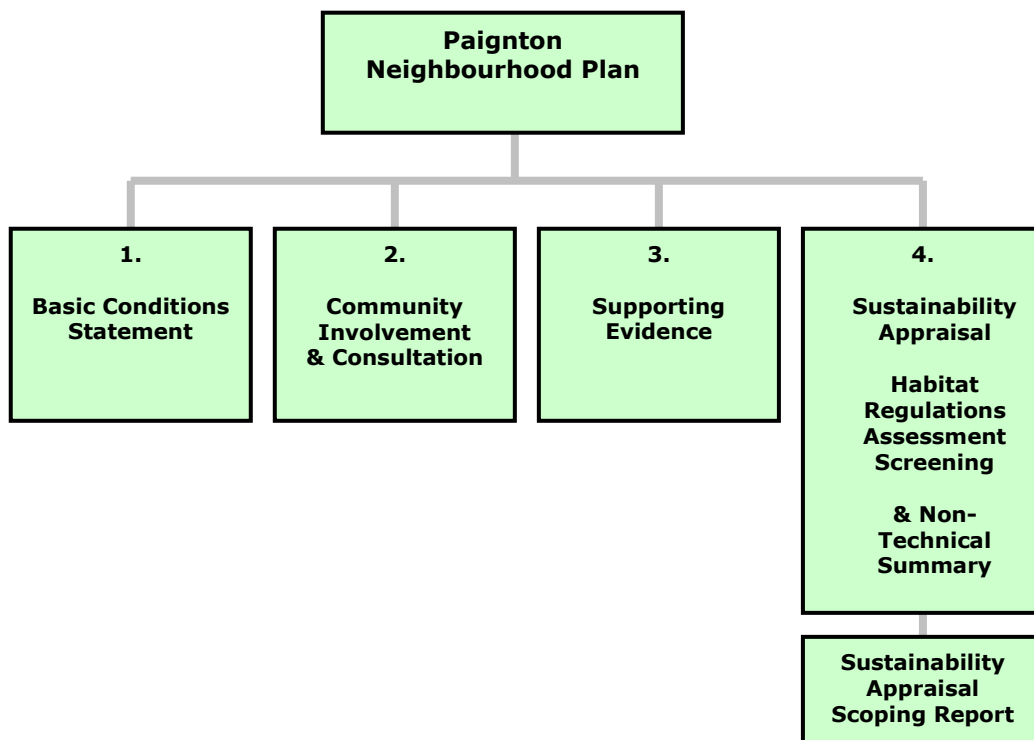 Paignton
Neighbourhood Plan
1.
Basic Conditions
Statement
2.
Community
Involvement
& Consultation
3.
Supporting
Evidence
4.
Sustainability
Appraisal
Habitat
Regulations
Assessment
Screening
& Non-
Technical
Summary
Sustainability
Appraisal
Scoping Report